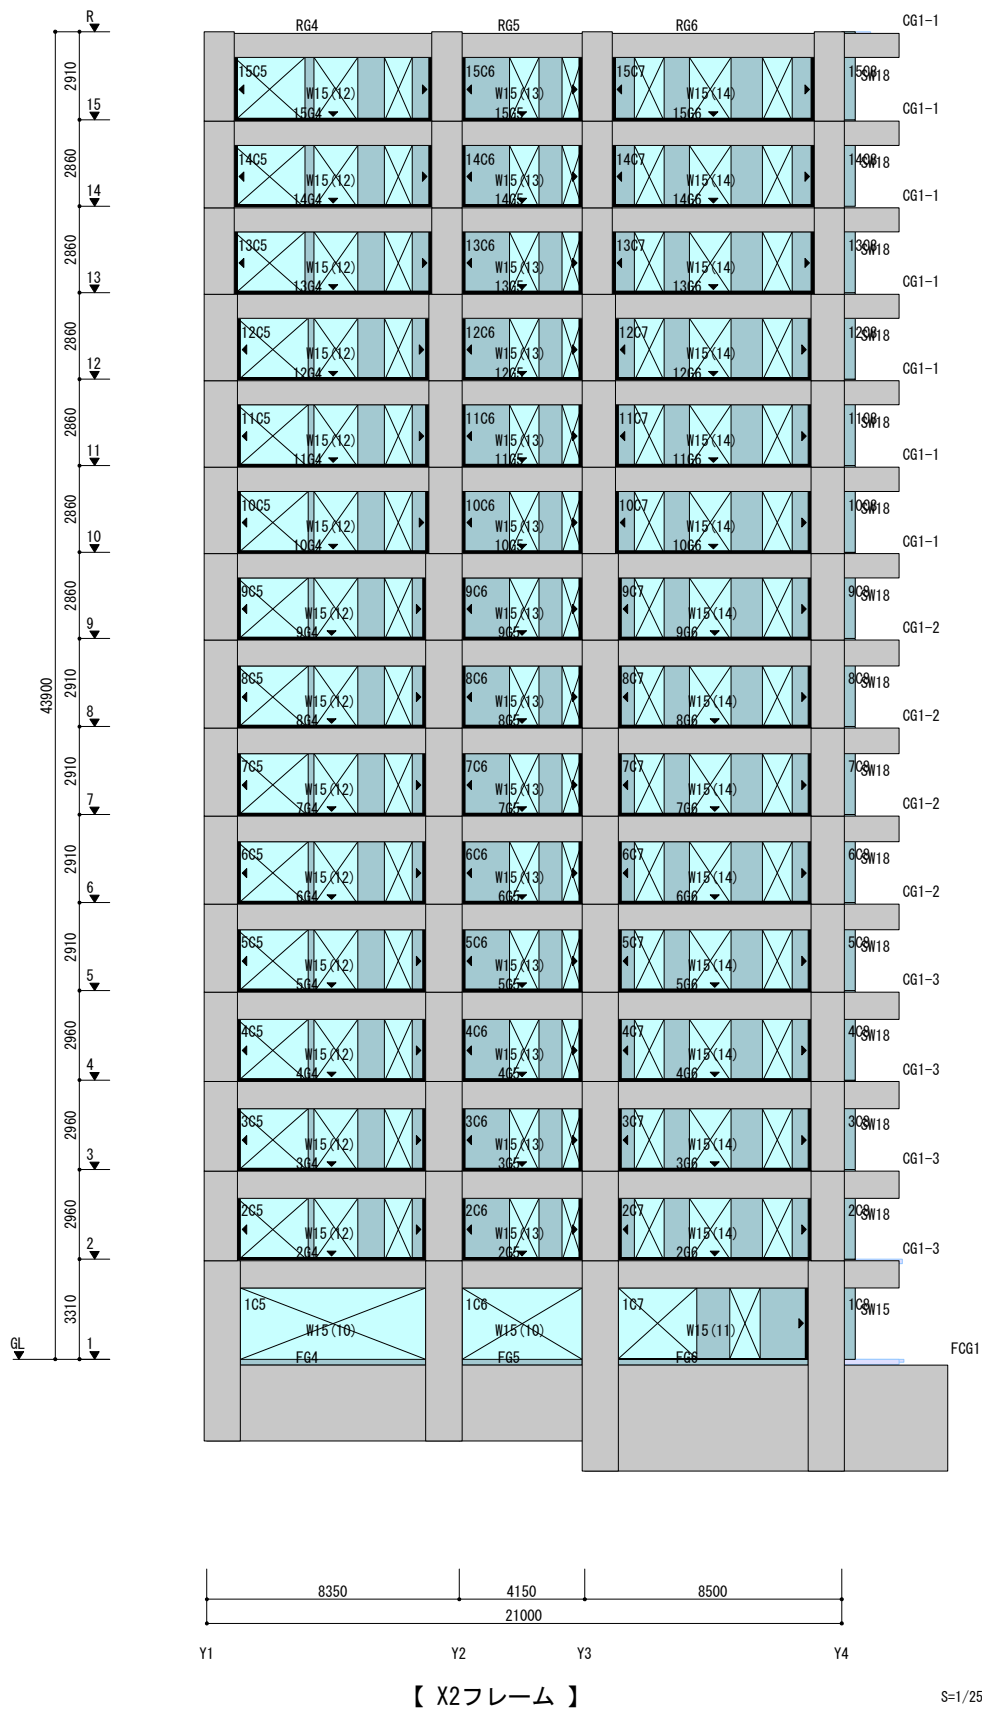 R RG4 RG5 RG6 CG1-1
2910 15C5 W15(12) 15C6 W15(13) 15C7 W15(14) 15C8 SW18
15 15G4 15G5 15G6 CG1-1
2860 14C5 W15(12) 14C6 W15(13) 14C7 W15(14) 14C8 SW18
14 14G4 14G5 14G6 CG1-1
2860 13C5 W15(12) 13C6 W15(13) 13C7 W15(14) 13C8 SW18
13 13G4 13G5 13G6 CG1-1
2860 12C5 W15(12) 12C6 W15(13) 12C7 W15(14) 12C8 SW18
12 12G4 12G5 12G6 CG1-1
2860 11C5 W15(12) 11C6 W15(13) 11C7 W15(14) 11C8 SW18
11 11G4 11G5 11G6 CG1-1
2860 10C5 W15(12) 10C6 W15(13) 10C7 W15(14) 10C8 SW18
10 10G4 10G5 10G6 CG1-1
2860 9C5 W15(12) 9C6 W15(13) 9C7 W15(14) 9C8 SW18
9 9G4 9G5 9G6 CG1-2
43900
2910 8C5 W15(12) 8C6 W15(13) 8C7 W15(14) 8C8 SW18
8 8G4 8G5 8G6 CG1-2
2910 7C5 W15(12) 7C6 W15(13) 7C7 W15(14) 7C8 SW18
7 7G4 7G5 7G6 CG1-2
2910 6C5 W15(12) 6C6 W15(13) 6C7 W15(14) 6C8 SW18
6 6G4 6G5 6G6 CG1-2
2910 5C5 W15(12) 5C6 W15(13) 5C7 W15(14) 5C8 SW18
5 5G4 5G5 5G6 CG1-3
2960 4C5 W15(12) 4C6 W15(13) 4C7 W15(14) 4C8 SW18
4 4G4 4G5 4G6 CG1-3
2960 3C5 W15(12) 3C6 W15(13) 3C7 W15(14) 3C8 SW18
3 3G4 3G5 3G6 CG1-3
2960 2C5 W15(12) 2C6 W15(13) 2C7 W15(14) 2C8 SW18
2 2G4 2G5 2G6 CG1-3
3310 1C5 W15(10) 1C6 W15(10) 1C7 W15(11) 1C8 SW15
GL 1 FG4 FG5 FG6 FCG1
8350 4150 8500
21000
Y1 Y2 Y3 Y4
【 X2フレーム 】
S=1/25